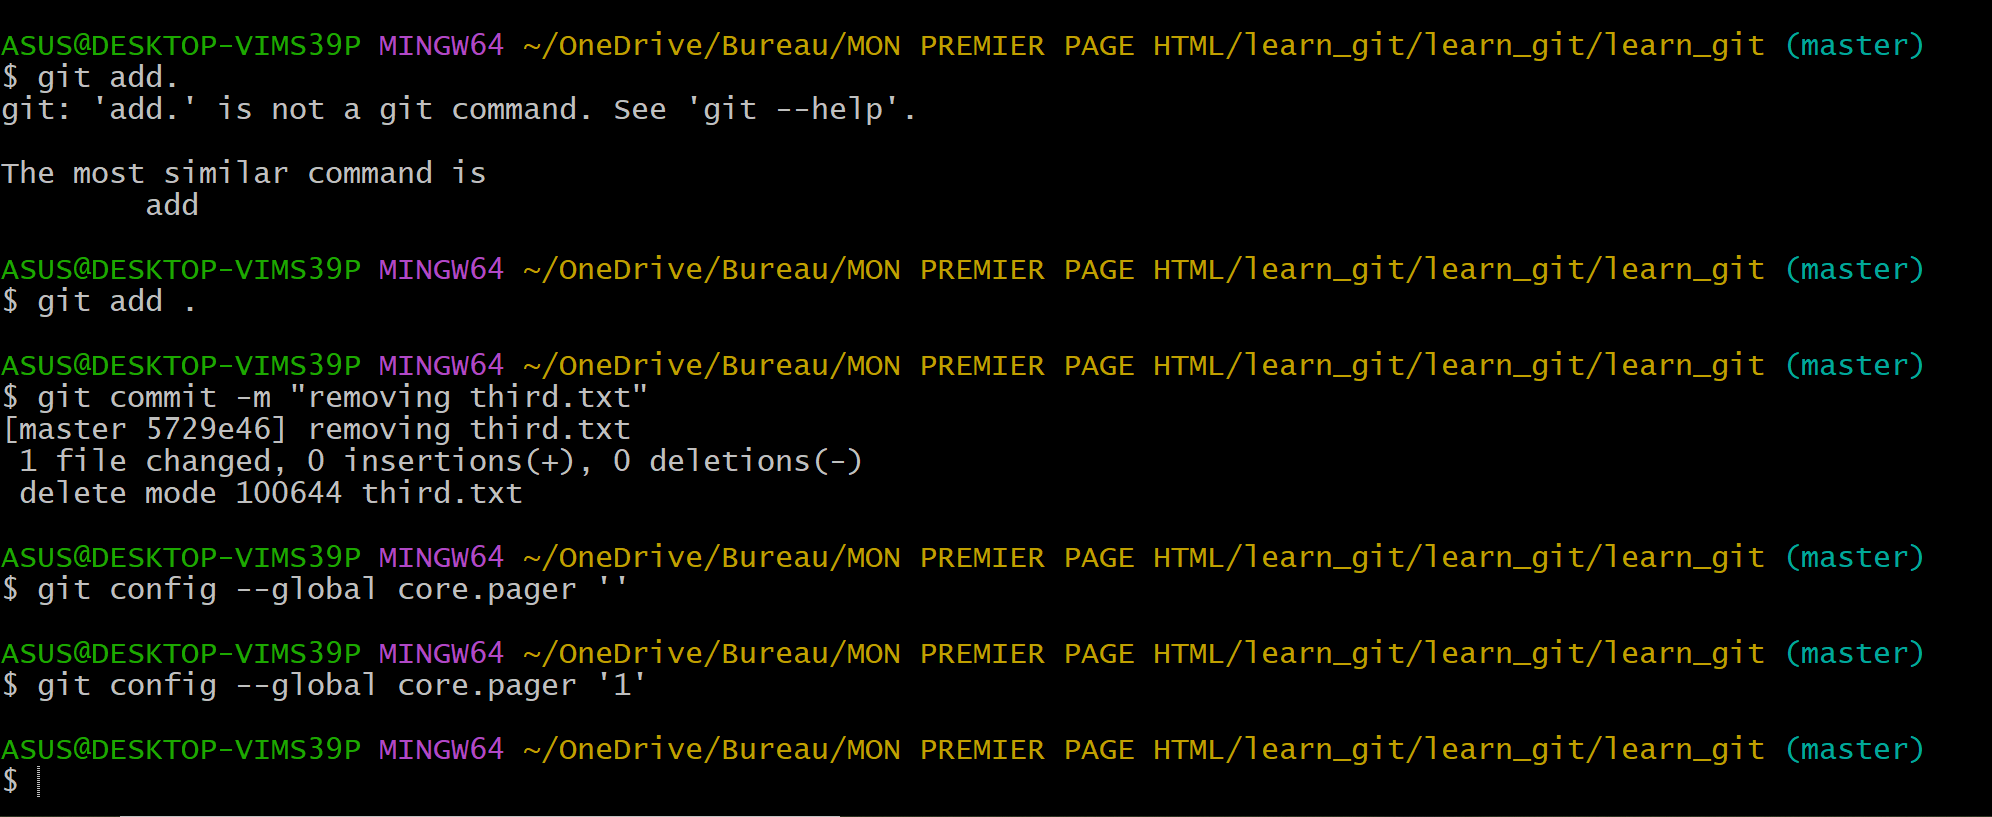 ASUS@DESKTOP-VIMS39P MINGW64 ~/OneDrive/Bureau/MON PREMIER PAGE HTML/learn_git/learn_git/learn_git (master)
$ git add.
git: 'add.' is not a git command. See 'git --help'.
The most similar command is
        add
ASUS@DESKTOP-VIMS39P MINGW64 ~/OneDrive/Bureau/MON PREMIER PAGE HTML/learn_git/learn_git/learn_git (master)
$ git add .
ASUS@DESKTOP-VIMS39P MINGW64 ~/OneDrive/Bureau/MON PREMIER PAGE HTML/learn_git/learn_git/learn_git (master)
$ git commit -m "removing third.txt"
[master 5729e46] removing third.txt
 1 file changed, 0 insertions(+), 0 deletions(-)
 delete mode 100644 third.txt
ASUS@DESKTOP-VIMS39P MINGW64 ~/OneDrive/Bureau/MON PREMIER PAGE HTML/learn_git/learn_git/learn_git (master)
$ git config --global core.pager ''
ASUS@DESKTOP-VIMS39P MINGW64 ~/OneDrive/Bureau/MON PREMIER PAGE HTML/learn_git/learn_git/learn_git (master)
$ git config --global core.pager '1'
ASUS@DESKTOP-VIMS39P MINGW64 ~/OneDrive/Bureau/MON PREMIER PAGE HTML/learn_git/learn_git/learn_git (master)
$